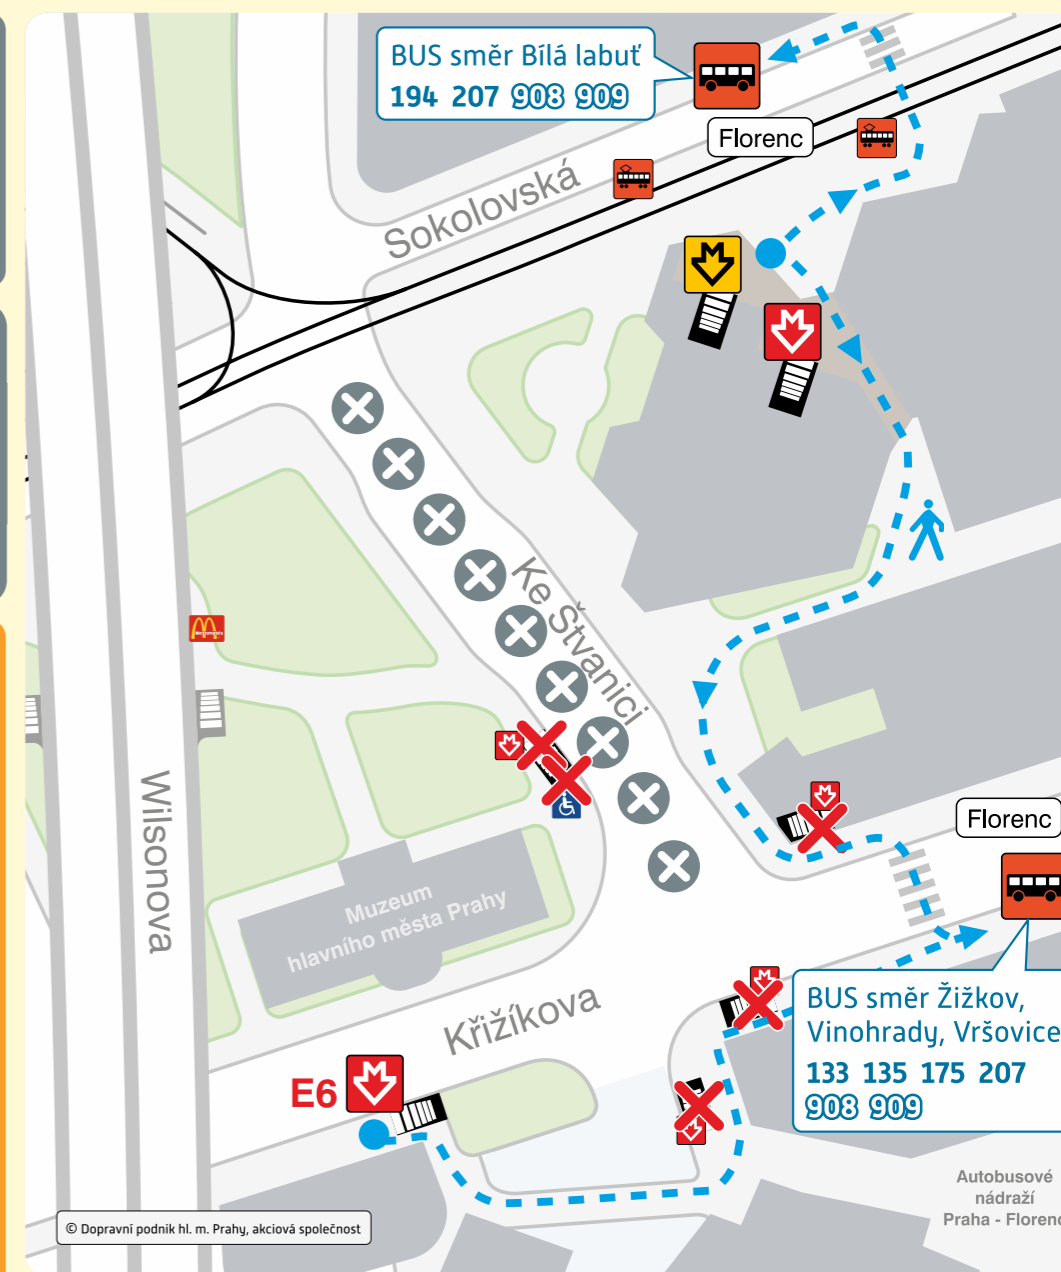 BUS směr Bílá labuť
194 207 908 909
Florenc
Sokolovská
Ke Štvanici
McDonald's
Wilsonova
Florenc
Muzeum
hlavního města Prahy
BUS směr Žižkov,
Vinohrady, Vršovice
133 135 175 207
908 909
Křižíkova
E6
Autobusové
nádraží
Praha - Florenc
© Dopravní podnik hl. m. Prahy, akciová společnost